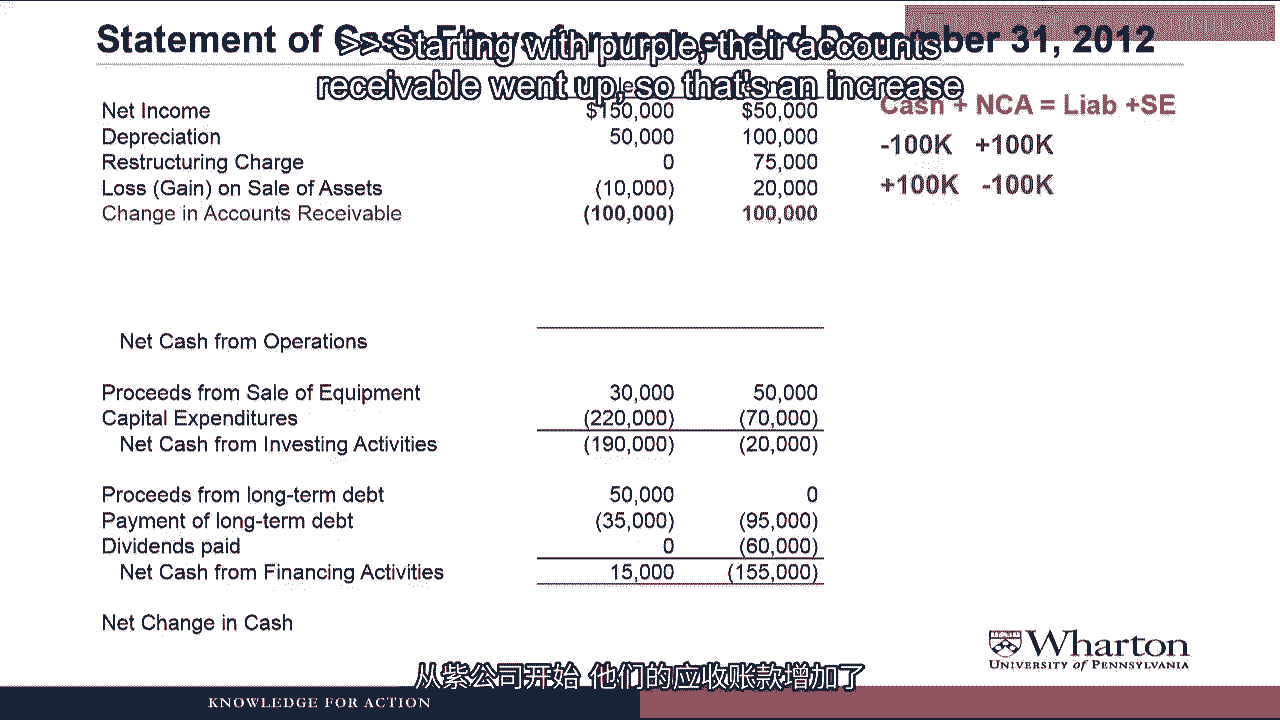 Statement of Cash Flows for year ended December 31, 2012
>> Starting with purple, their accounts
receivable went up, so that's an increase
Cash + NCA = Liab +SE
Net Income $150,000 $50,000
Depreciation 50,000 100,000
-100K +100K
Restructuring Charge 0 75,000
Loss (Gain) on Sale of Assets (10,000) 20,000
+100K -100K
Change in Accounts Receivable (100,000) 100,000
Net Cash from Operations
Proceeds from Sale of Equipment 30,000 50,000
Capital Expenditures (220,000) (70,000)
Net Cash from Investing Activities (190,000) (20,000)
Proceeds from long-term debt 50,000 0
Payment of long-term debt (35,000) (95,000)
Dividends paid 0 (60,000)
Net Cash from Financing Activities 15,000 (155,000)
Net Change in Cash
Wharton
UNIVERSITY of PENNSYLVANIA
从紫公司开始 他们的应收账款增加了
KNOWLEDGE FOR ACTION